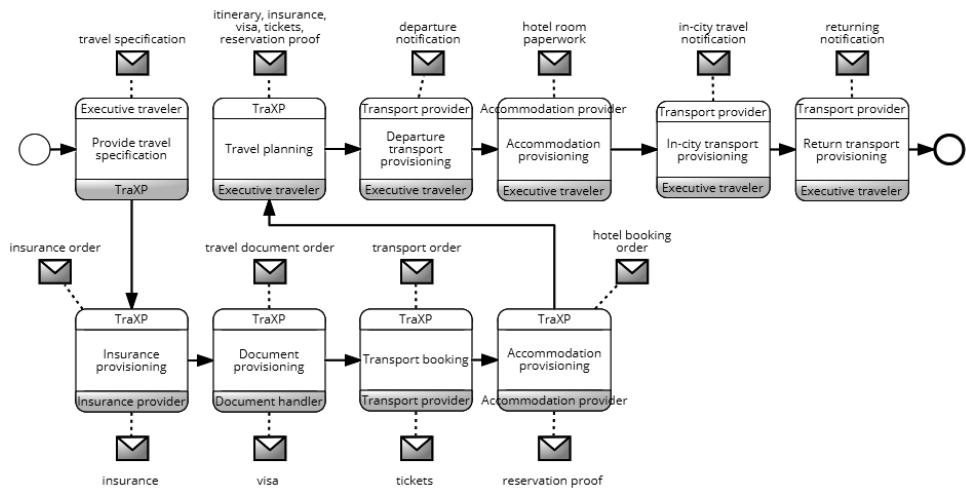 itinerary, insurance,
visa, tickets,
reservation proof
travel specification
departure
notification
hotel room
paperwork
in-city travel
notification
returning
notification
Executive traveler
Provide travel
specification
TraXP
TraXP
Travel planning
Executive traveler
Transport provider
Departure
transport
provisioning
Executive traveler
Accommodation provider
Accommodation
provisioning
Executive traveler
Transport provider
In-city transport
provisioning
Executive traveler
Transport provider
Return transport
provisioning
Executive traveler
insurance order
travel document order
transport order
hotel booking
order
TraXP
Insurance
provisioning
Insurance provider
TraXP
Document
provisioning
Document handler
TraXP
Transport booking
Transport provider
TraXP
Accommodation
provisioning
Accommodation provider
insurance
visa
tickets
reservation proof